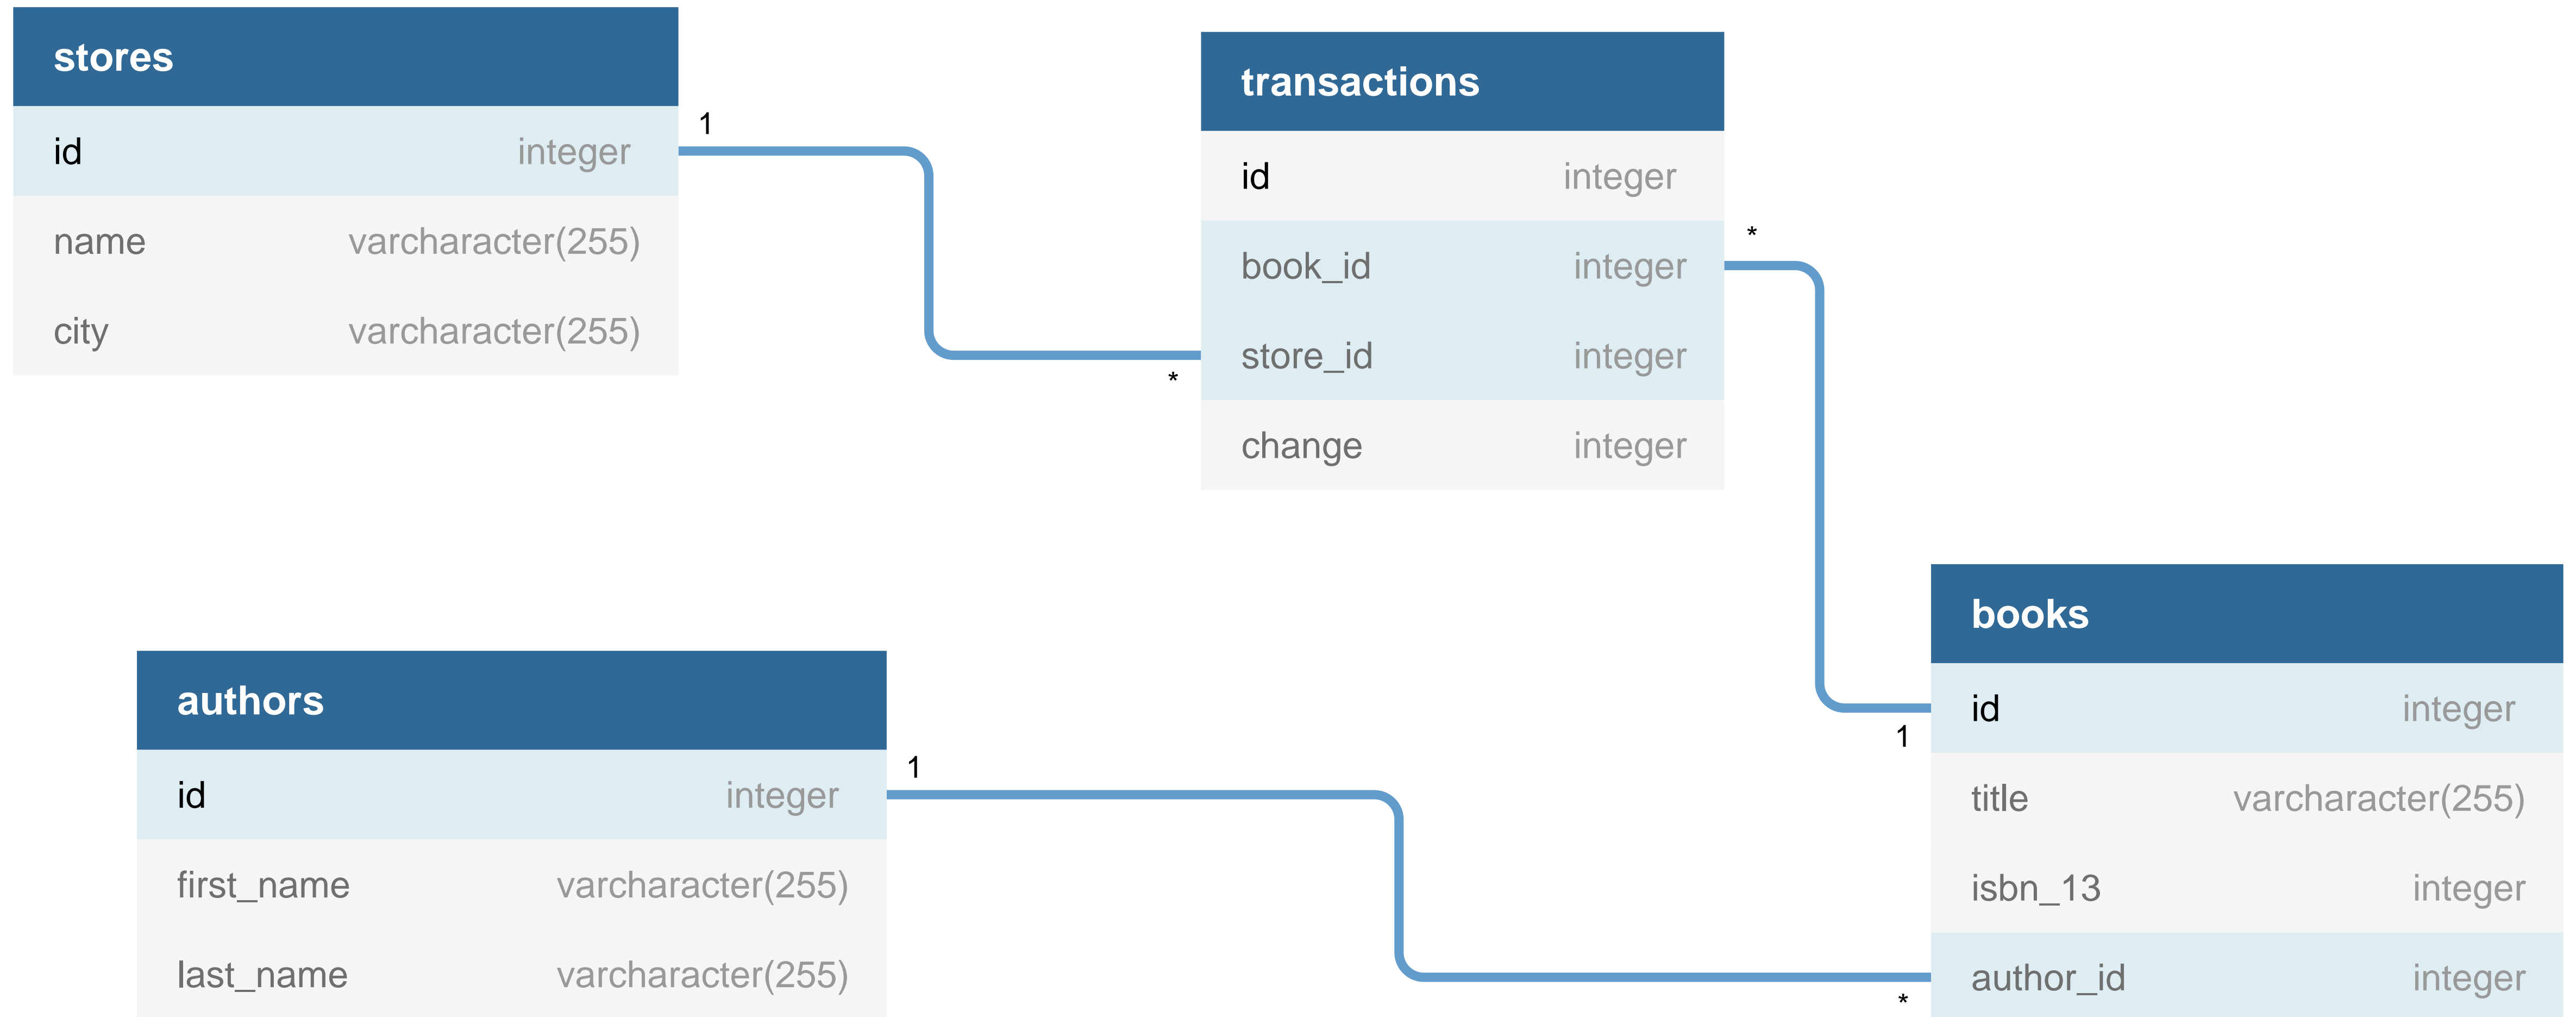 stores
id integer
name varcharacter(255)
city varcharacter(255)
1
*
transactions
id integer
book_id integer
store_id integer
change integer
*
1
authors
id integer
first_name varcharacter(255)
last_name varcharacter(255)
1
*
books
id integer
title varcharacter(255)
isbn_13 integer
author_id integer